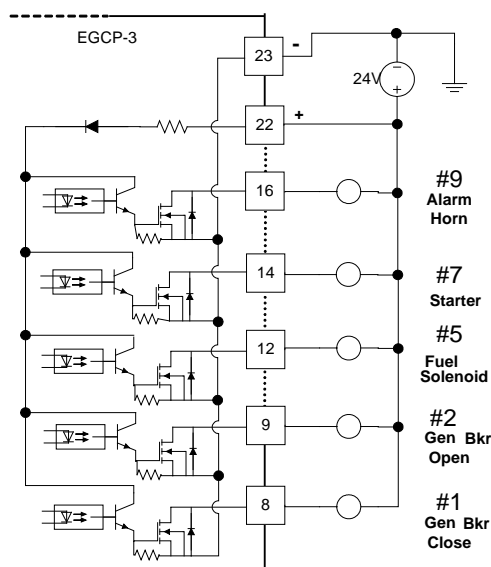 EGCP-3
23
-
24V
-
+
22
+
16
#9
Alarm
Horn
14
#7
Starter
12
#5
Fuel
Solenoid
9
#2
Gen Bkr
Open
8
#1
Gen Bkr
Close